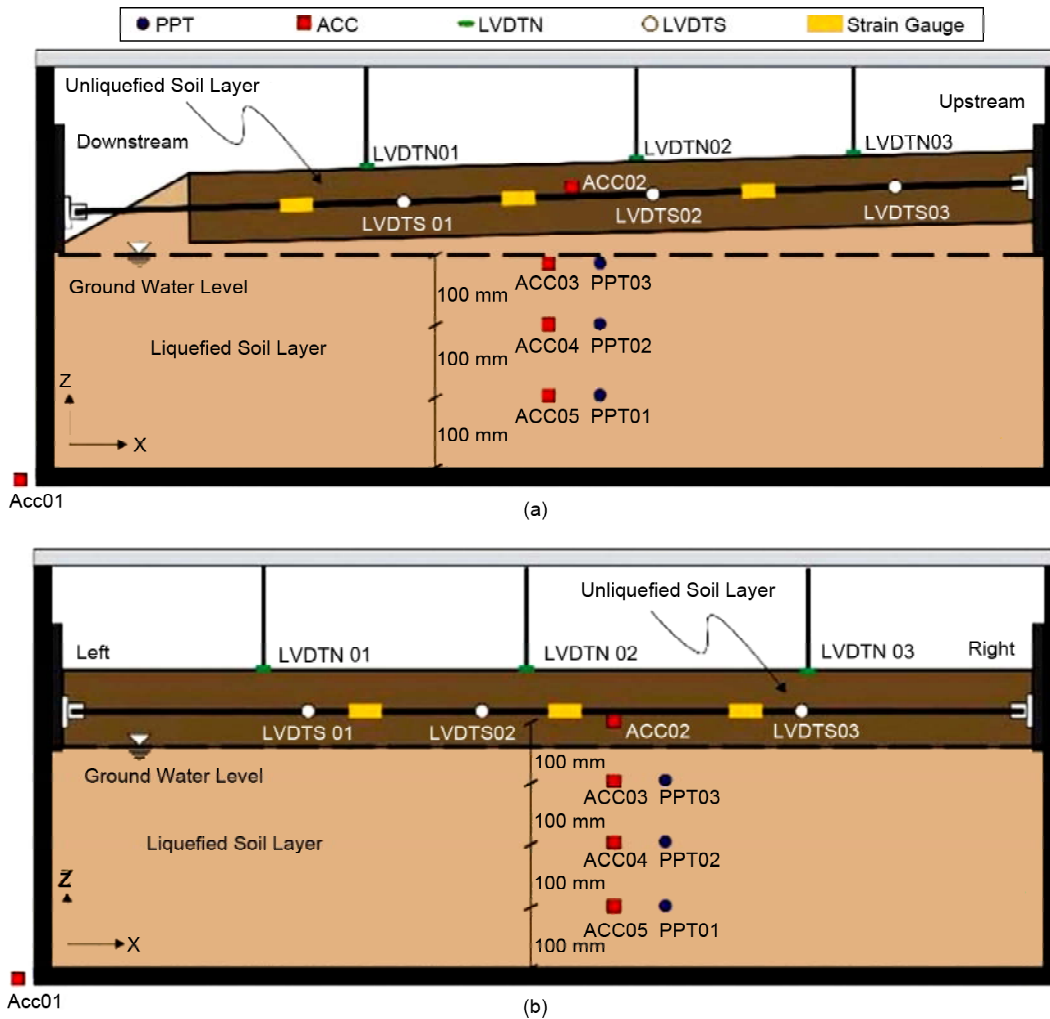 PPT ACC LVDTN LVDTS Strain Gauge
Unliquefied Soil Layer
Upstream
Downstream
LVDTN01
LVDTN02
LVDTN03
ACC02
LVDTS 01
LVDTS02
LVDTS03
Ground Water Level
100 mm
ACC03 PPT03
Liquefied Soil Layer
100 mm
ACC04 PPT02
Z
X
100 mm
ACC05 PPT01
Acc01
(a)
Unliquefied Soil Layer
Left
LVDTN 01
LVDTN 02
LVDTN 03
Right
LVDTS 01
LVDTS02
ACC02
LVDTS03
Ground Water Level
100 mm
ACC03 PPT03
100 mm
Liquefied Soil Layer
ACC04 PPT02
100 mm
Z
ACC05 PPT01
X
100 mm
Acc01
(b)